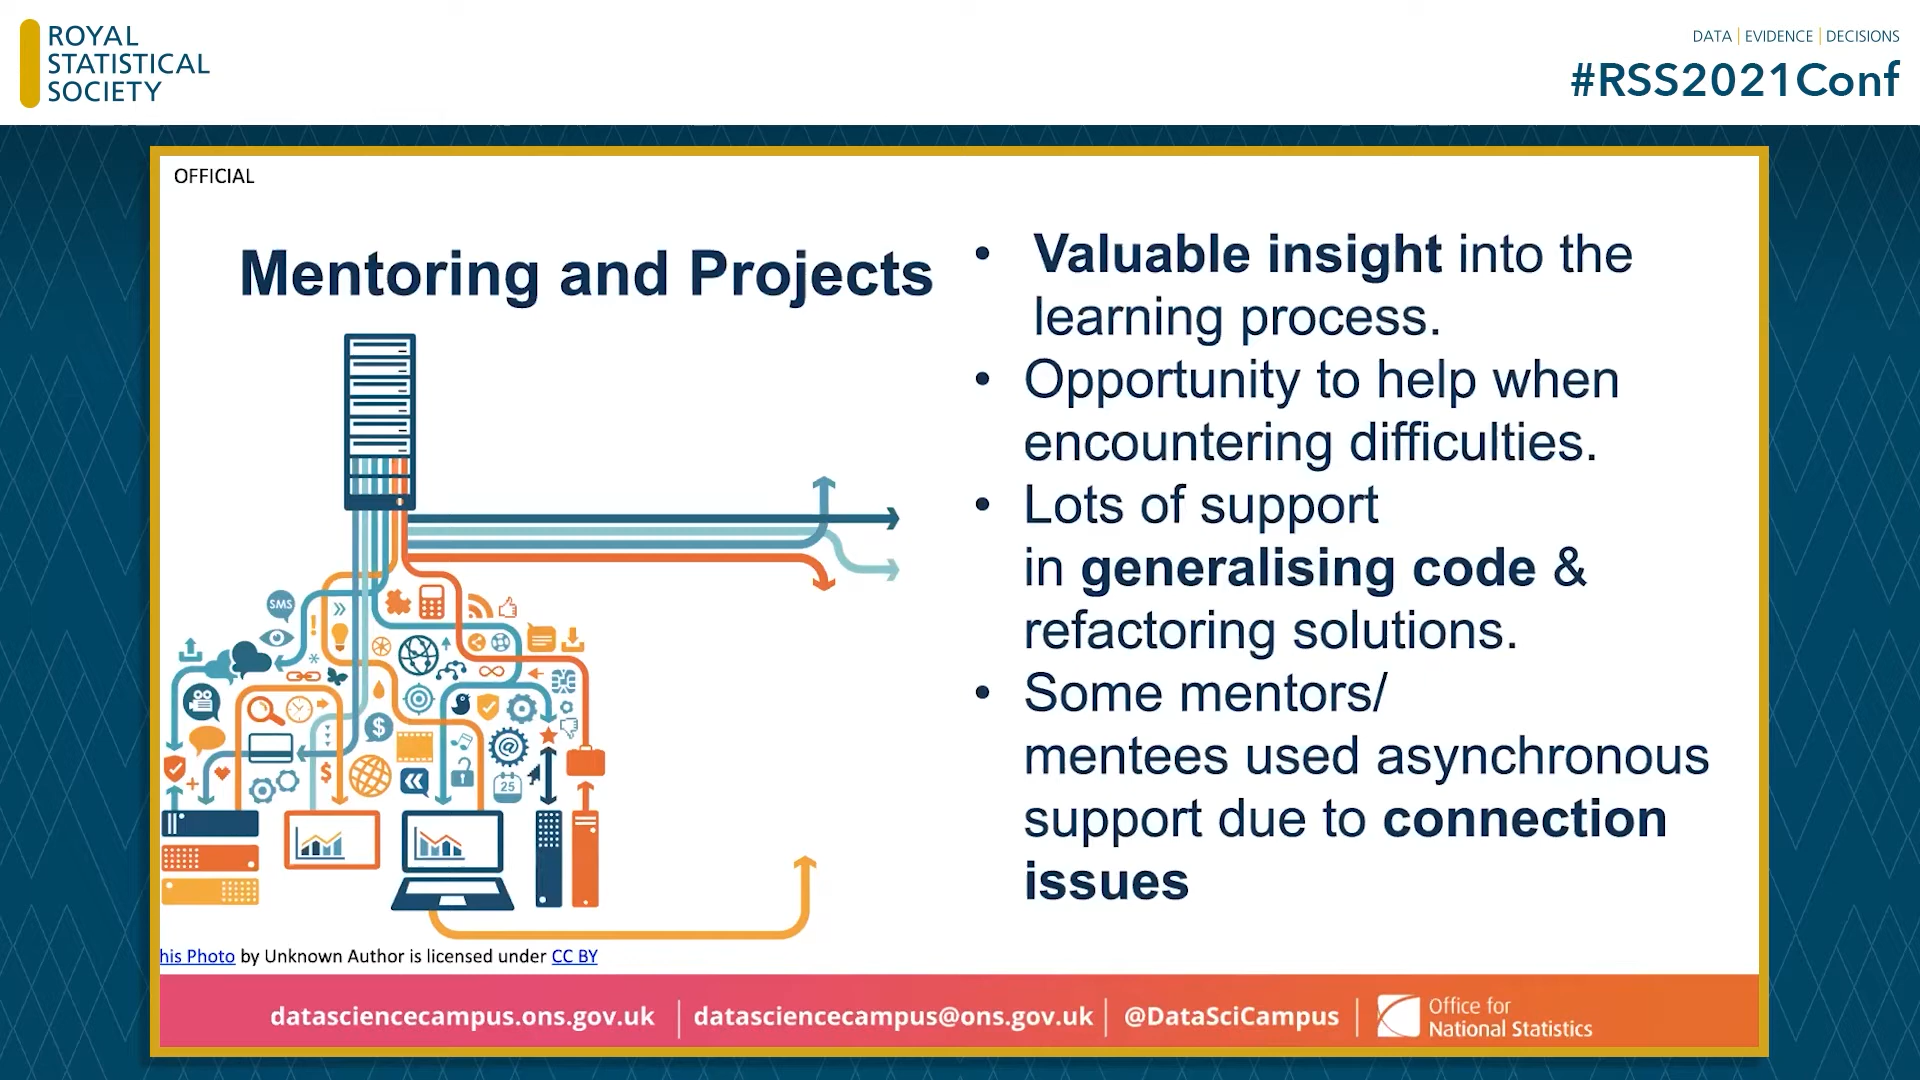 ROYAL
STATISTICAL
SOCIETY
DATA | EVIDENCE | DECISIONS
#RSS2021Conf
OFFICIAL
Mentoring and Projects
• Valuable insight into the
learning process.
• Opportunity to help when
encountering difficulties.
• Lots of support
in generalising code &
refactoring solutions.
• Some mentors/
mentees used asynchronous
support due to connection
issues
SMS
25
his Photo by Unknown Author is licensed under CC BY
datasciencecampus.ons.gov.uk | datasciencecampus@ons.gov.uk | @DataSciCampus |
Office for
National Statistics